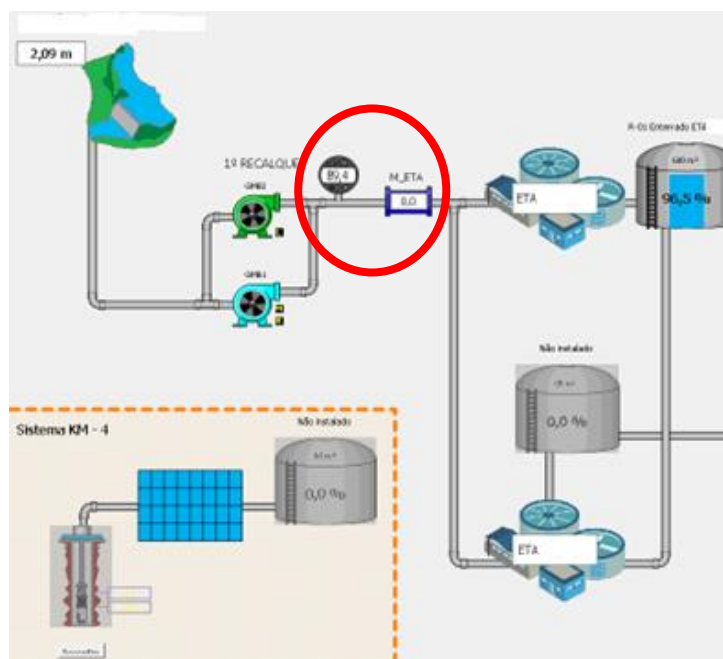 2,09 m
1º RECALQUE
GMB2
89,4
M_ETA
0,0
GMB1
ETA
R-01 Enterrado ETA
96,5 %
Não instalado
0,0 %
ETA
Sistema KM - 4
Não instalado
0,0 %